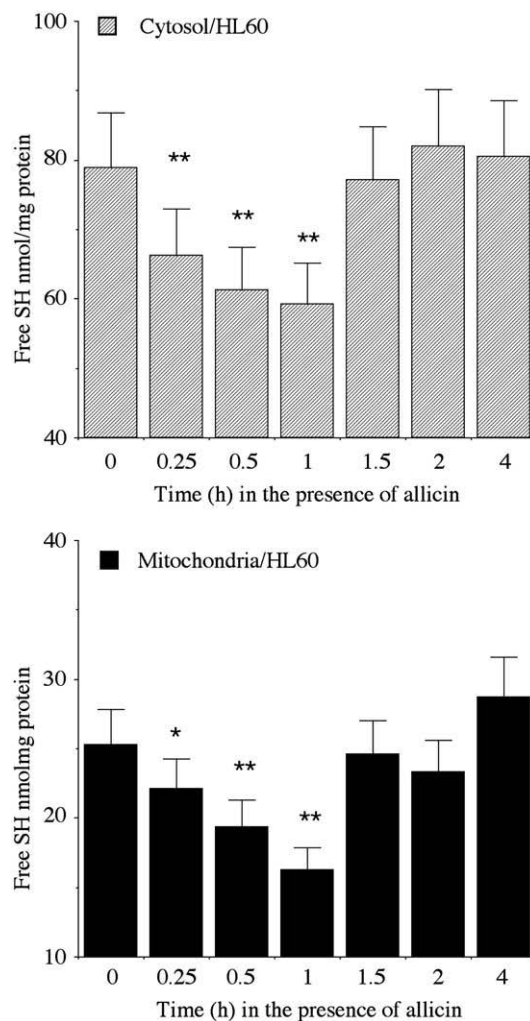 100
Cytosol/HL60
80
60
40
Free SH nmol/mg protein
**
**
**
0 0.25 0.5 1 1.5 2 4
Time (h) in the presence of allicin
40
Mitochondria/HL60
30
20
10
Free SH nmolmg protein
*
**
**
0 0.25 0.5 1 1.5 2 4
Time (h) in the presence of allicin